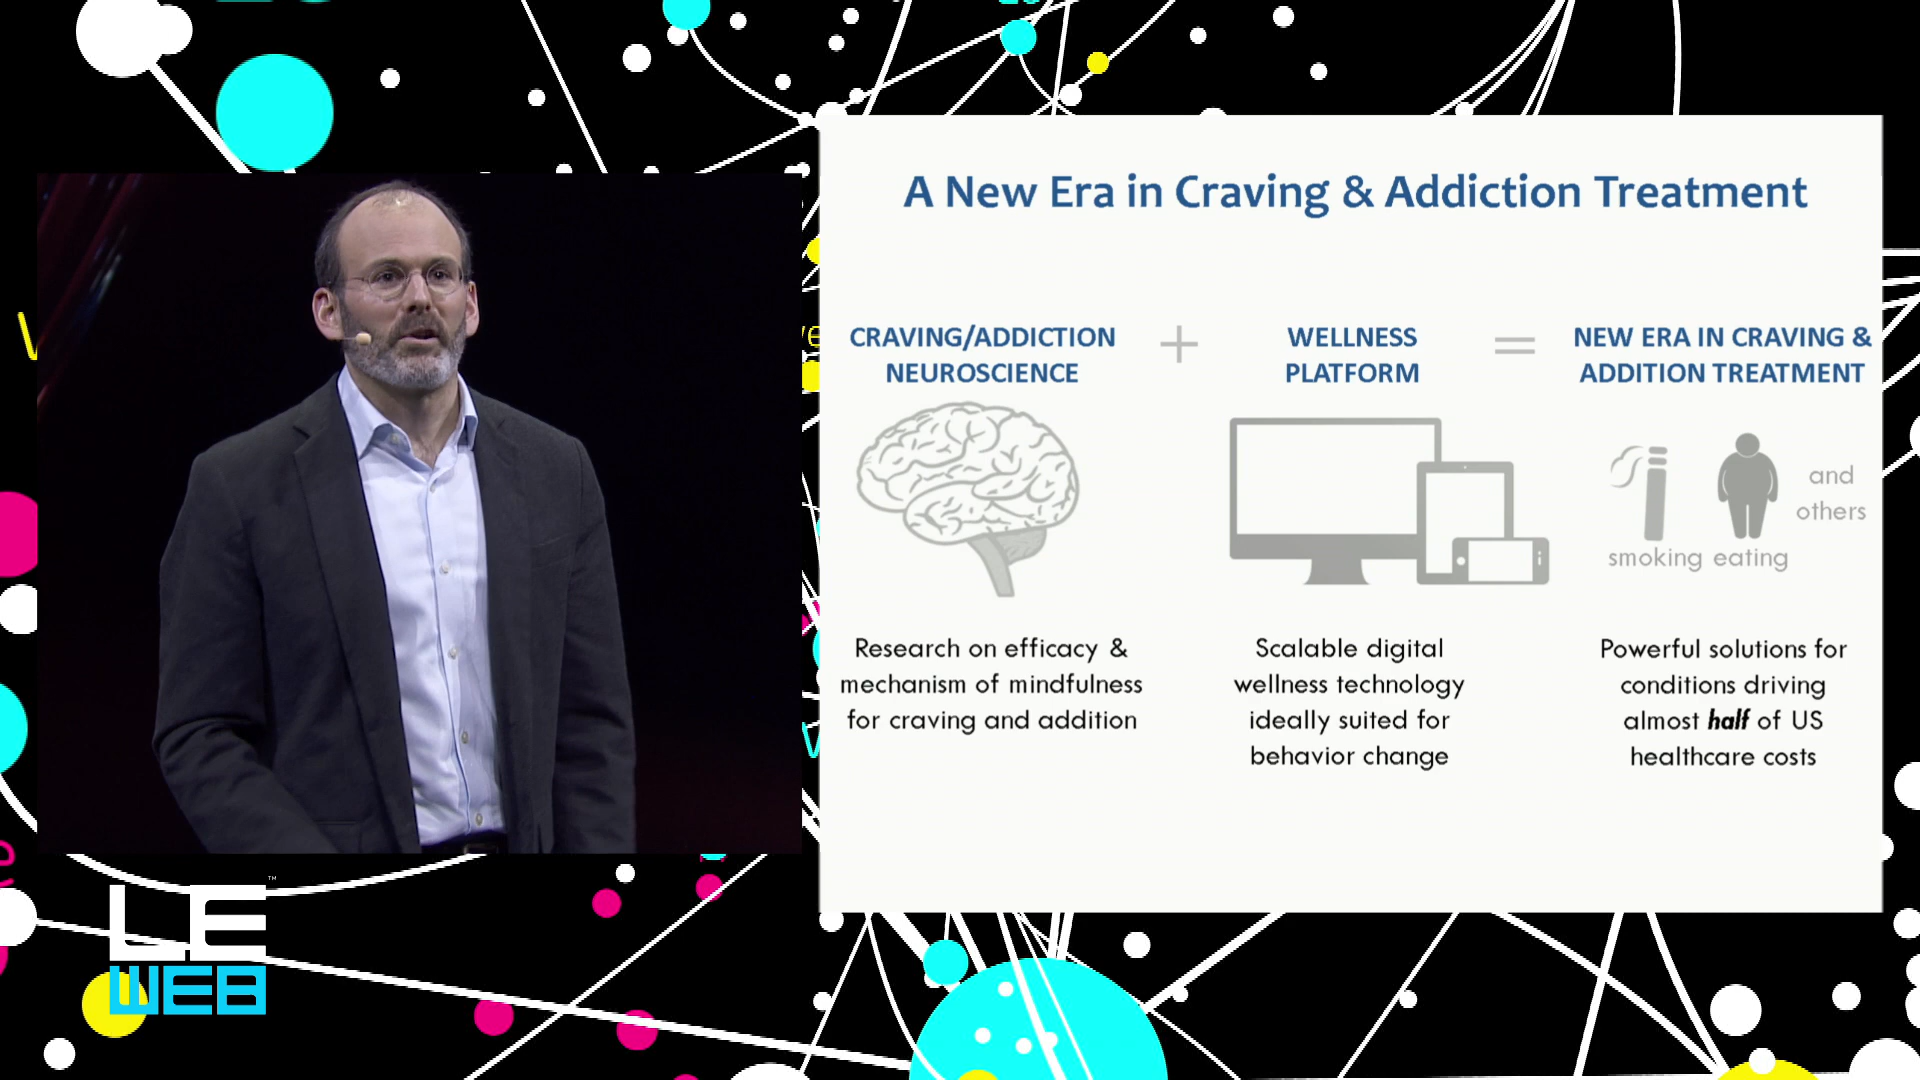 A New Era in Craving & Addiction Treatment
CRAVING/ADDICTION
NEUROSCIENCE
+
WELLNESS
PLATFORM
=
NEW ERA IN CRAVING &
ADDITION TREATMENT
and
others
smoking eating
Research on efficacy &
mechanism of mindfulness
for craving and addition
Scalable digital
wellness technology
ideally suited for
behavior change
Powerful solutions for
conditions driving
almost half of US
healthcare costs
LE
WEB
™